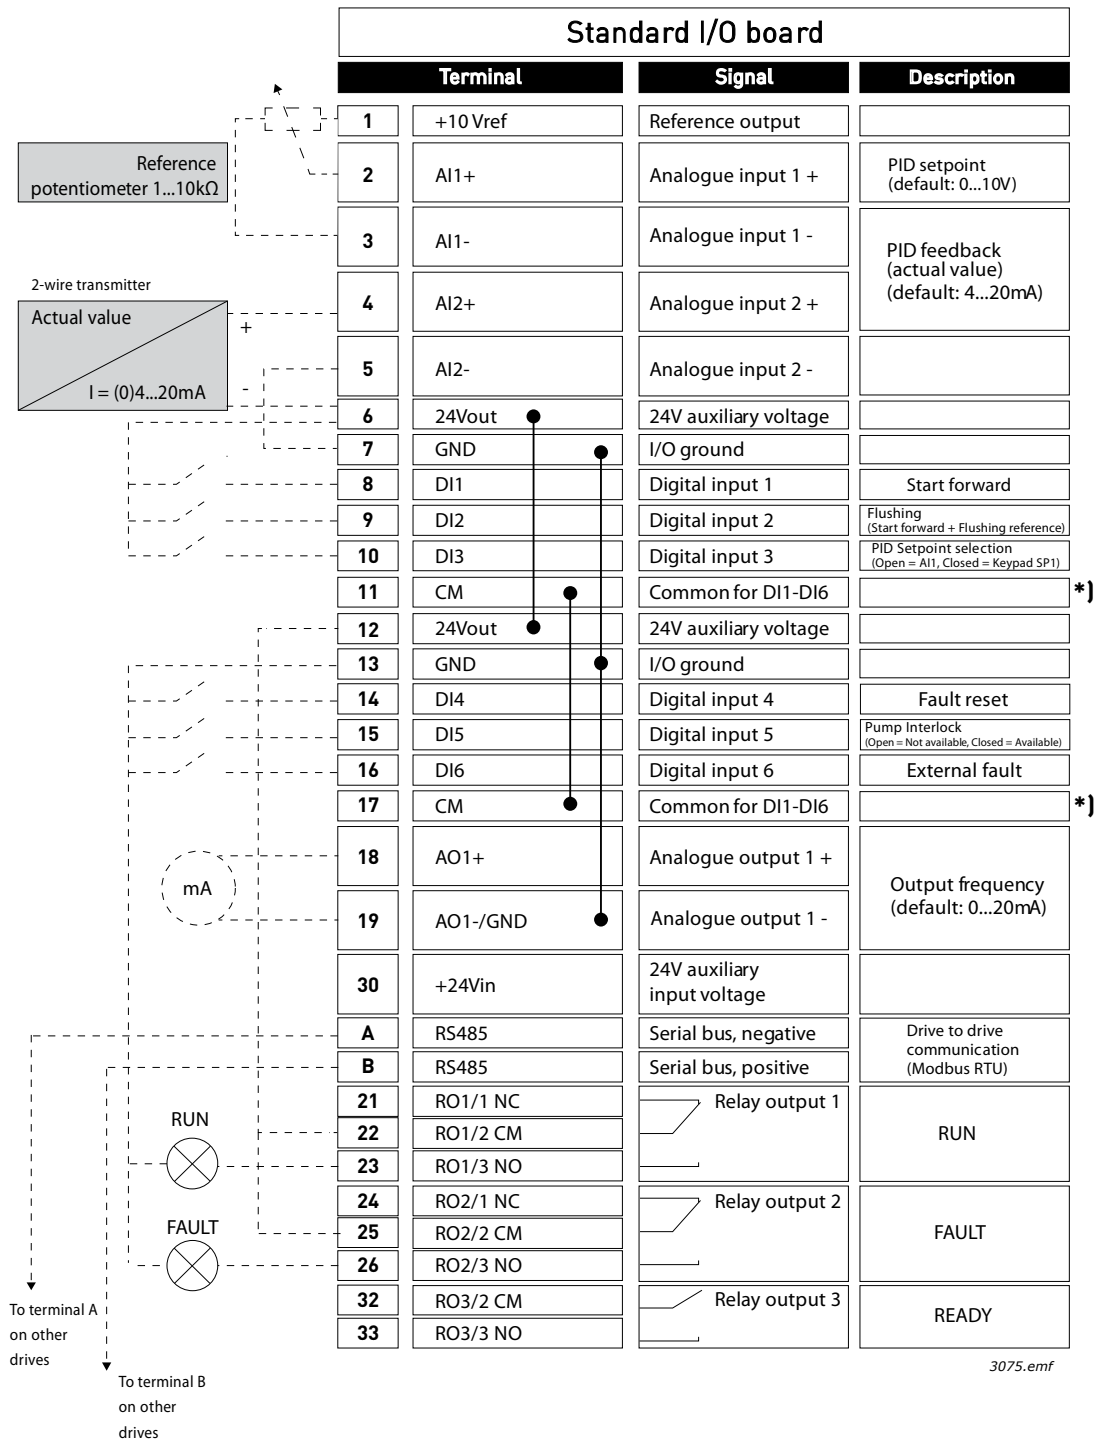 Standard I/O board
Terminal Signal Description
1 +10 Vref Reference output
Reference
potentiometer 1...10kΩ
2 AI1+ Analogue input 1 + PID setpoint
(default: 0...10V)
3 AI1- Analogue input 1 -
PID feedback
(actual value)
(default: 4...20mA)
2-wire transmitter
Actual value
+
-
I = (0)4...20mA
4 AI2+ Analogue input 2 +
5 AI2- Analogue input 2 -
6 24Vout 24V auxiliary voltage
7 GND I/O ground
8 DI1 Digital input 1 Start forward
9 DI2 Digital input 2 Flushing
(Start forward + Flushing reference)
10 DI3 Digital input 3 PID Setpoint selection
(Open = AI1, Closed = Keypad SP1)
11 CM Common for DI1-DI6 *)
12 24Vout 24V auxiliary voltage
13 GND I/O ground
14 DI4 Digital input 4 Fault reset
15 DI5 Digital input 5 Pump Interlock
(Open = Not available, Closed = Available)
16 DI6 Digital input 6 External fault
17 CM Common for DI1-DI6 *)
mA
18 AO1+ Analogue output 1 +
Output frequency
(default: 0...20mA)
19 AO1-/GND Analogue output 1 -
30 +24Vin 24V auxiliary
input voltage
A RS485 Serial bus, negative
Drive to drive
communication
(Modbus RTU)
B RS485 Serial bus, positive
21 RO1/1 NC Relay output 1
RUN
22 RO1/2 CM RUN
23 RO1/3 NO
24 RO2/1 NC Relay output 2
FAULT
25 RO2/2 CM FAULT
26 RO2/3 NO
32 RO3/2 CM Relay output 3
READY
33 RO3/3 NO
To terminal A
on other
drives
To terminal B
on other
drives
3075.emf